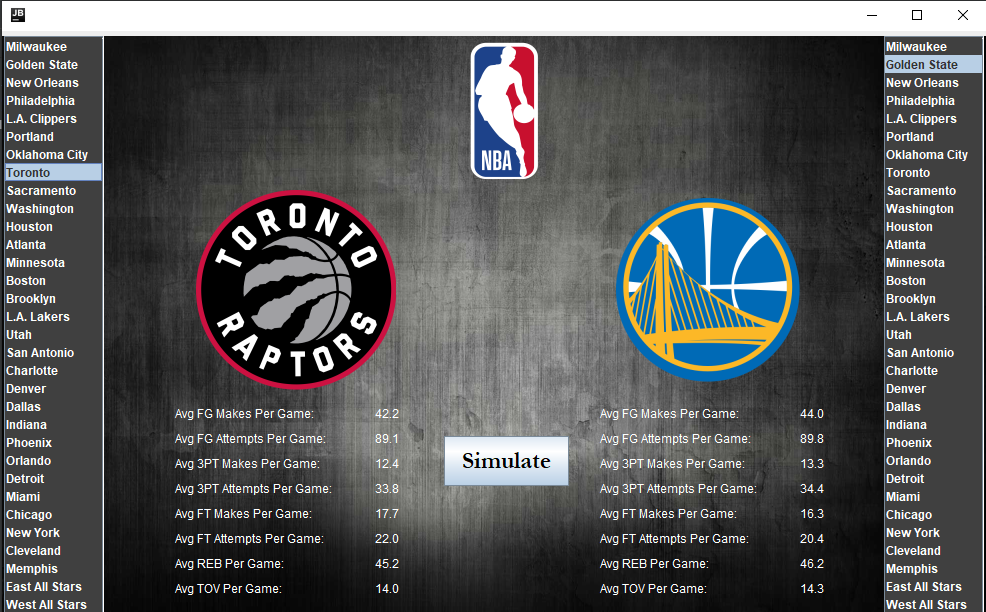 JB
Milwaukee
Golden State
New Orleans
Philadelphia
L.A. Clippers
Portland
Oklahoma City
Toronto
Sacramento
Washington
Houston
Atlanta
Minnesota
Boston
Brooklyn
L.A. Lakers
Utah
San Antonio
Charlotte
Denver
Dallas
Indiana
Phoenix
Orlando
Detroit
Miami
Chicago
New York
Cleveland
Memphis
East All Stars
West All Stars
NBA
TORONTO
RAPTORS
Avg FG Makes Per Game: 42.2
Avg FG Attempts Per Game: 89.1
Avg 3PT Makes Per Game: 12.4
Avg 3PT Attempts Per Game: 33.8
Avg FT Makes Per Game: 17.7
Avg FT Attempts Per Game: 22.0
Avg REB Per Game: 45.2
Avg TOV Per Game: 14.0
Simulate
Avg FG Makes Per Game: 44.0
Avg FG Attempts Per Game: 89.8
Avg 3PT Makes Per Game: 13.3
Avg 3PT Attempts Per Game: 34.4
Avg FT Makes Per Game: 16.3
Avg FT Attempts Per Game: 20.4
Avg REB Per Game: 46.2
Avg TOV Per Game: 14.3
Milwaukee
Golden State
New Orleans
Philadelphia
L.A. Clippers
Portland
Oklahoma City
Toronto
Sacramento
Washington
Houston
Atlanta
Minnesota
Boston
Brooklyn
L.A. Lakers
Utah
San Antonio
Charlotte
Denver
Dallas
Indiana
Phoenix
Orlando
Detroit
Miami
Chicago
New York
Cleveland
Memphis
East All Stars
West All Stars